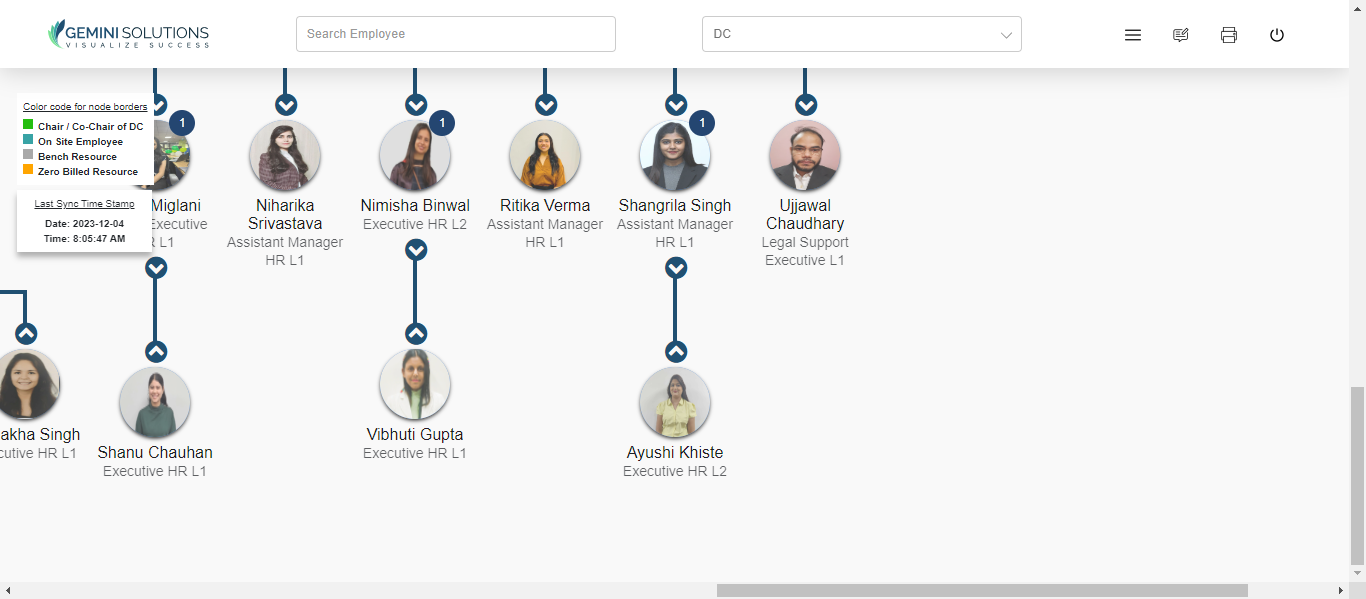 GEMINI SOLUTIONS
VISUALIZE SUCCESS
Search Employee
DC
Color code for node borders
Chair / Co-Chair of DC
On Site Employee
Bench Resource
Zero Billed Resource
Last Sync Time Stamp
Date: 2023-12-04
Time: 8:05:47 AM
1
Miglani
Executive
R L1
Niharika
Srivastava
Assistant Manager
HR L1
1
Nimisha Binwal
Executive HR L2
Ritika Verma
Assistant Manager
HR L1
1
Shangrila Singh
Assistant Manager
HR L1
Ujjawal
Chaudhary
Legal Support
Executive L1
akha Singh
cutive HR L1
Shanu Chauhan
Executive HR L1
Vibhuti Gupta
Executive HR L1
Ayushi Khiste
Executive HR L2